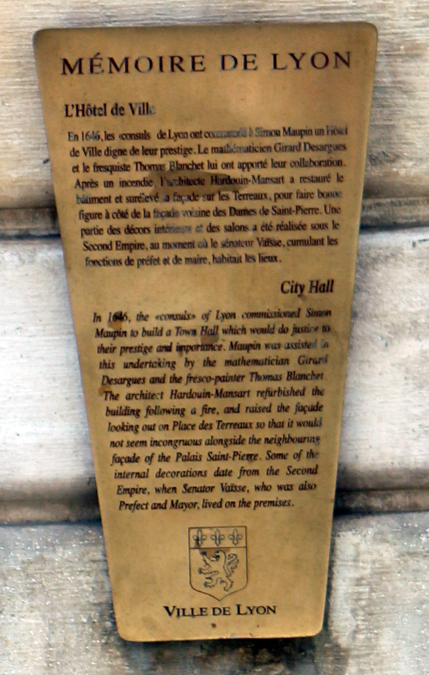 MÉMOIRE DE LYON
L'Hôtel de Ville
En 1646, les «consuls» de Lyon ont commandé à Simon Maupin un Hôtel
de Ville digne de leur prestige. Le mathématicien Girard Desargues
et le fresquiste Thomas Blanchet lui ont apporté leur collaboration.
Après un incendie, l'architecte Hardouin-Mansart a restauré le
bâtiment et surélevé la façade sur les Terreaux, pour faire bonne
figure à côté de la façade voisine des Dames de Saint-Pierre. Une
partie des décors intérieurs et des salons a été réalisée sous le
Second Empire, au moment où le sénateur Vaïsse, cumulant les
fonctions de préfet et de maire, habitait les lieux.
City Hall
In 1646, the «consuls» of Lyon commissioned Simon
Maupin to build a Town Hall which would do justice to
their prestige and importance. Maupin was assisted in
this undertaking by the mathematician Girard
Desargues and the fresco-painter Thomas Blanchet.
The architect Hardouin-Mansart refurbished the
building following a fire, and raised the façade
looking out on Place des Terreaux so that it would
not seem incongruous alongside the neighbouring
façade of the Palais Saint-Pierre. Some of the
internal decorations date from the Second
Empire, when Senator Vaïsse, who was also
Prefect and Mayor, lived on the premises.
VILLE DE LYON